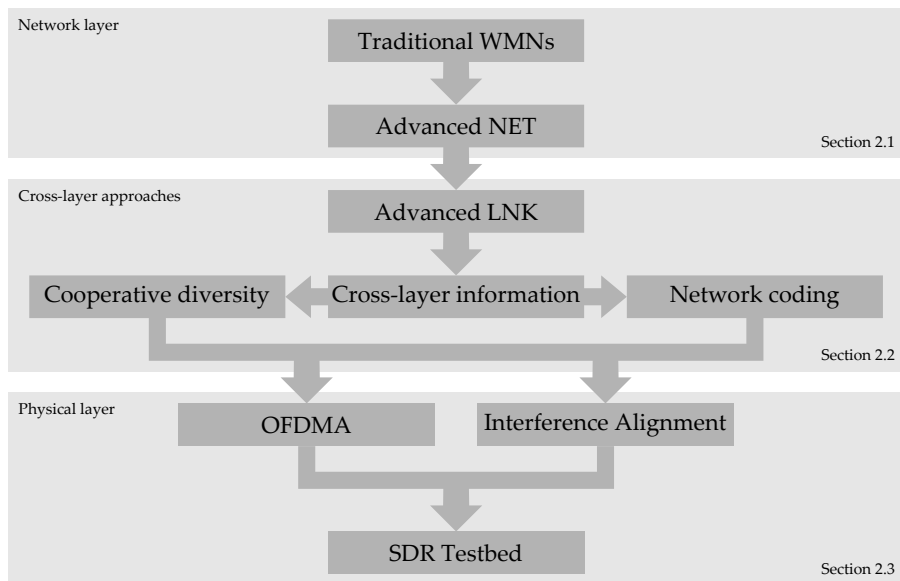 Network layer
Traditional WMNs
Advanced NET
Section 2.1
Cross-layer approaches
Advanced LNK
Cooperative diversity
Cross-layer information
Network coding
Section 2.2
Physical layer
OFDMA
Interference Alignment
SDR Testbed
Section 2.3